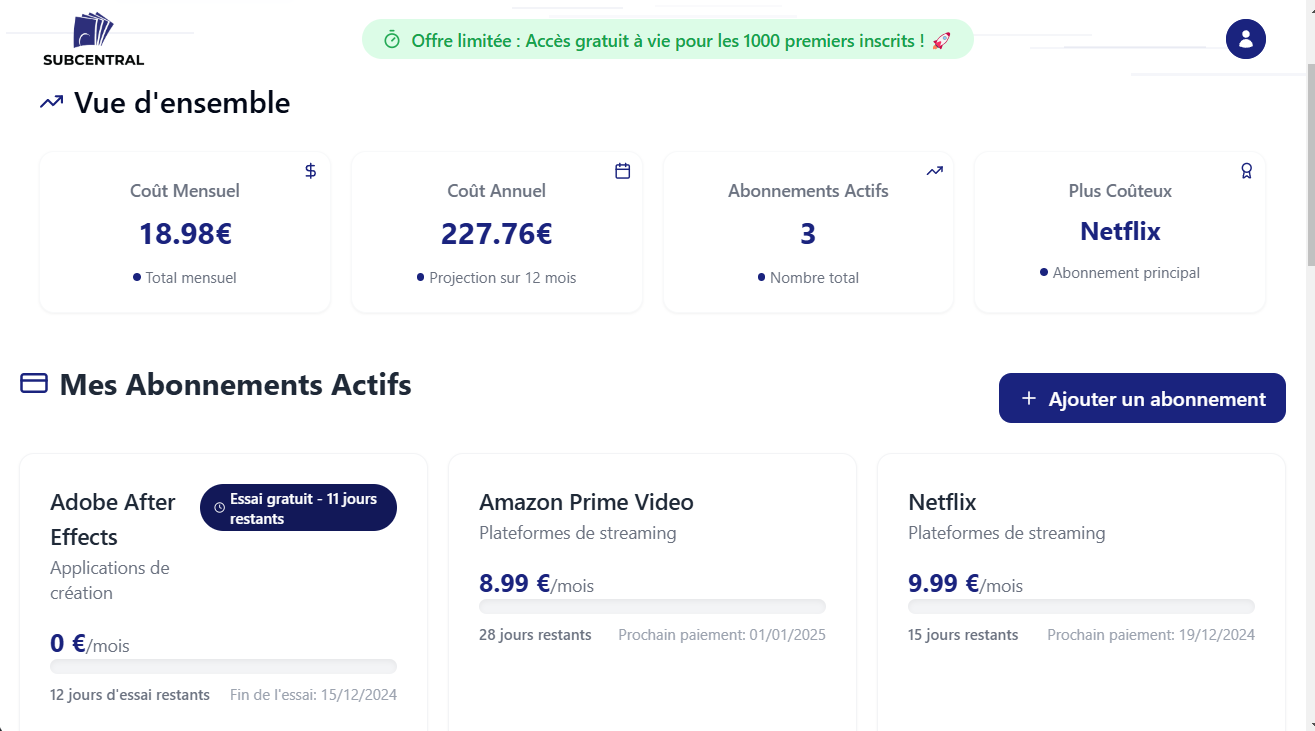 SUBCENTRAL
Offre limitée : Accès gratuit à vie pour les 1000 premiers inscrits ! 🚀
Vue d'ensemble
Coût Mensuel
18.98€
Total mensuel
Coût Annuel
227.76€
Projection sur 12 mois
Abonnements Actifs
3
Nombre total
Plus Coûteux
Netflix
Abonnement principal
Mes Abonnements Actifs
+ Ajouter un abonnement
Adobe After
Effects
Essai gratuit - 11 jours
restants
Applications de
création
0 €/mois
12 jours d'essai restants Fin de l'essai: 15/12/2024
Amazon Prime Video
Plateformes de streaming
8.99 €/mois
28 jours restants Prochain paiement: 01/01/2025
Netflix
Plateformes de streaming
9.99 €/mois
15 jours restants Prochain paiement: 19/12/2024